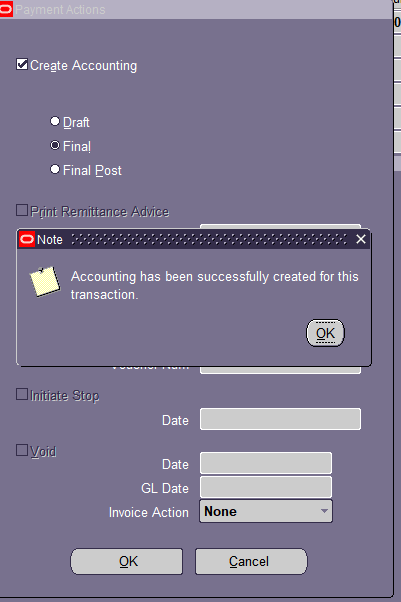 Payment Actions
0
Create Accounting
Draft
Final
Final Post
Print Remittance Advice
Note
Accounting has been successfully created for this
transaction.
OK
Voucher Num
Initiate Stop
Date
Void
Date
GL Date
Invoice Action None
OK Cancel